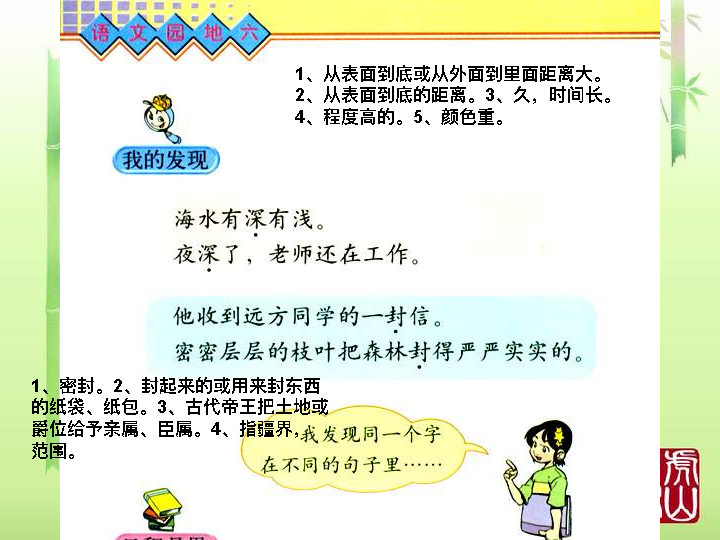 语文园地六
1、从表面到底或从外面到里面距离大。
2、从表面到底的距离。3、久，时间长。
4、程度高的。5、颜色重。
我的发现
海水有深有浅。
夜深了，老师还在工作。
他收到远方同学的一封信。
密密层层的枝叶把森林封得严严实实的。
1、密封。2、封起来的或用来封东西
的纸袋、纸包。3、古代帝王把土地或
爵位给予亲属、臣属。4、指疆界，
范围。
我发现同一个字
在不同的句子里……